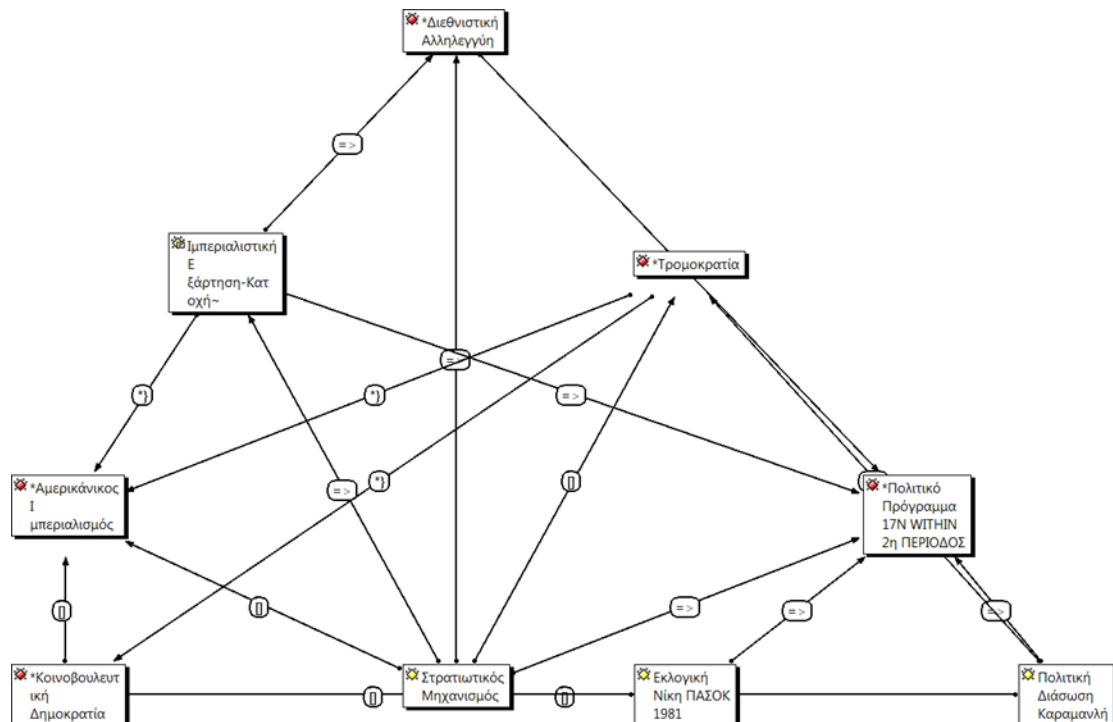 *Διεθνιστική
Αλληλεγγύη
=>
Ιμπεριαλιστική
Ε
ξάρτηση-Κατ
οχή~
*Τρομοκρατία
=>
*}
*}
=>
[]
*}
=>
*Αμερικάνικος
Ι
μπεριαλισμός
*Πολιτικό
Πρόγραμμα
17Ν WITHIN
2η ΠΕΡΙΟΔΟΣ
[]
[]
=>
=>
=>
*Κοινοβουλευτ
ική
Δημοκρατία
[]
Στρατιωτικός
Μηχανισμός
[]
Εκλογική
Νίκη ΠΑΣΟΚ
1981
Πολιτική
Διάσωση
Καραμανλή